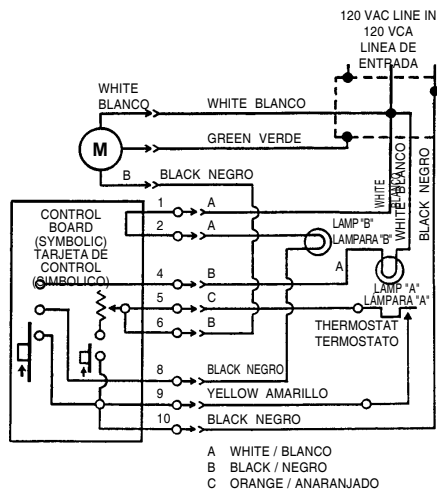 120 VAC LINE IN
120 VCA
LINEA DE
ENTRADA
WHITE
BLANCO
WHITE BLANCO
GREEN VERDE
M
B
BLACK NEGRO
WHITE
BLANCO
WHITE BLANCO
BLACK NEGRO
CONTROL
BOARD
(SYMBOLIC)
TARJETA DE
CONTROL
(SIMBOLICO)
1 A
2 A
LAMP "B"
LAMPARA "B"
4 B
A
5 C
LAMP "A"
LÁMPARA "A"
6 B
THERMOSTAT
TERMOSTATO
8 BLACK NEGRO
9 YELLOW AMARILLO
10 BLACK NEGRO
A WHITE / BLANCO
B BLACK / NEGRO
C ORANGE / ANARANJADO